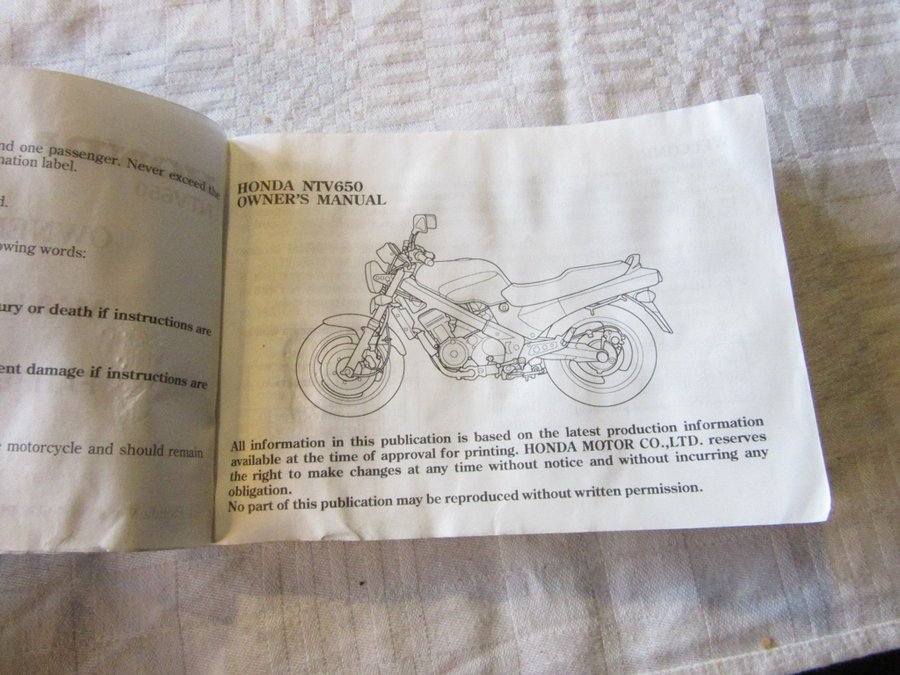 nd one passenger. Never exceed the
mation label.
d.
owing words:
ury or death if instructions are
ent damage if instructions are
e motorcycle and should remain
HONDA NTV650
OWNER'S MANUAL
All information in this publication is based on the latest production information
available at the time of approval for printing. HONDA MOTOR CO.,LTD. reserves
the right to make changes at any time without notice and without incurring any
obligation.
No part of this publication may be reproduced without written permission.